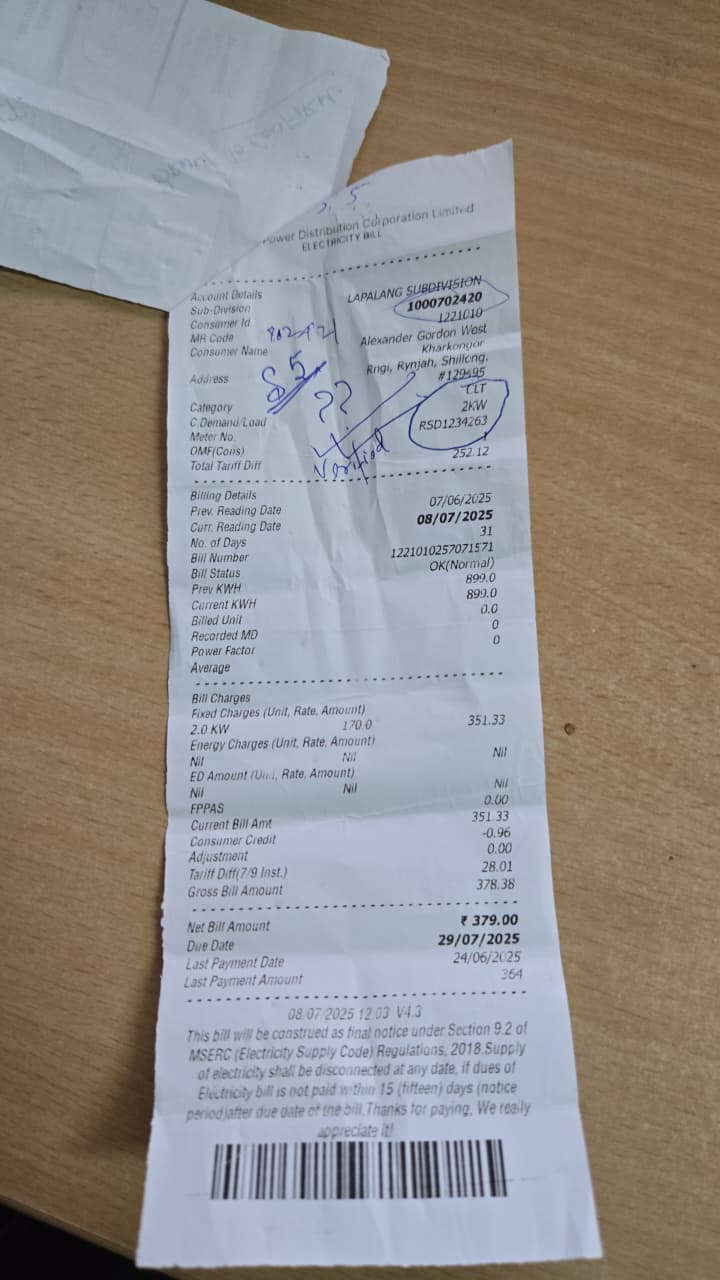 Power Distribution Corporation Limited
ELECTRICITY BILL
Account Details
Sub-Division LAPALANG SUBDIVISION
Consumer Id 1000702420
MR Code 1221010
Consumer Name Alexander Gordon West
Kharkongor
Address Rngi, Rynjah, Shillong,
#129495
Category CLT
C.Demand/Load 2KW
Meter No. RSD1234263
OMF(Cons) 1
Total Tariff Diff 252.12
S5
??
Verified
Billing Details
Prev. Reading Date 07/06/2025
Curr. Reading Date 08/07/2025
No. of Days 31
Bill Number 1221010257071571
Bill Status OK(Normal)
Prev KWH 899.0
Current KWH 899.0
Billed Unit 0.0
Recorded MD 0
Power Factor 0
Average
Bill Charges
Fixed Charges (Unit, Rate, Amount)
2.0 KW 170.0 351.33
Energy Charges (Unit, Rate, Amount)
Nil Nil Nil
ED Amount (Unit, Rate, Amount)
Nil Nil Nil
FPPAS 0.00
Current Bill Amt 351.33
Consumer Credit -0.96
Adjustment 0.00
Tariff Diff(7/9 Inst.) 28.01
Gross Bill Amount 378.38
Net Bill Amount ₹ 379.00
Due Date 29/07/2025
Last Payment Date 24/06/2025
Last Payment Amount 364
08/07/2025 12.03 V4.3
This bill will be construed as final notice under Section 9.2 of
MSERC (Electricity Supply Code) Regulations, 2018.Supply
of electricity shall be disconnected at any date, if dues of
Electricity bill is not paid within 15 (fifteen) days (notice
period)after due date of the bill.Thanks for paying, We really
appreciate it!